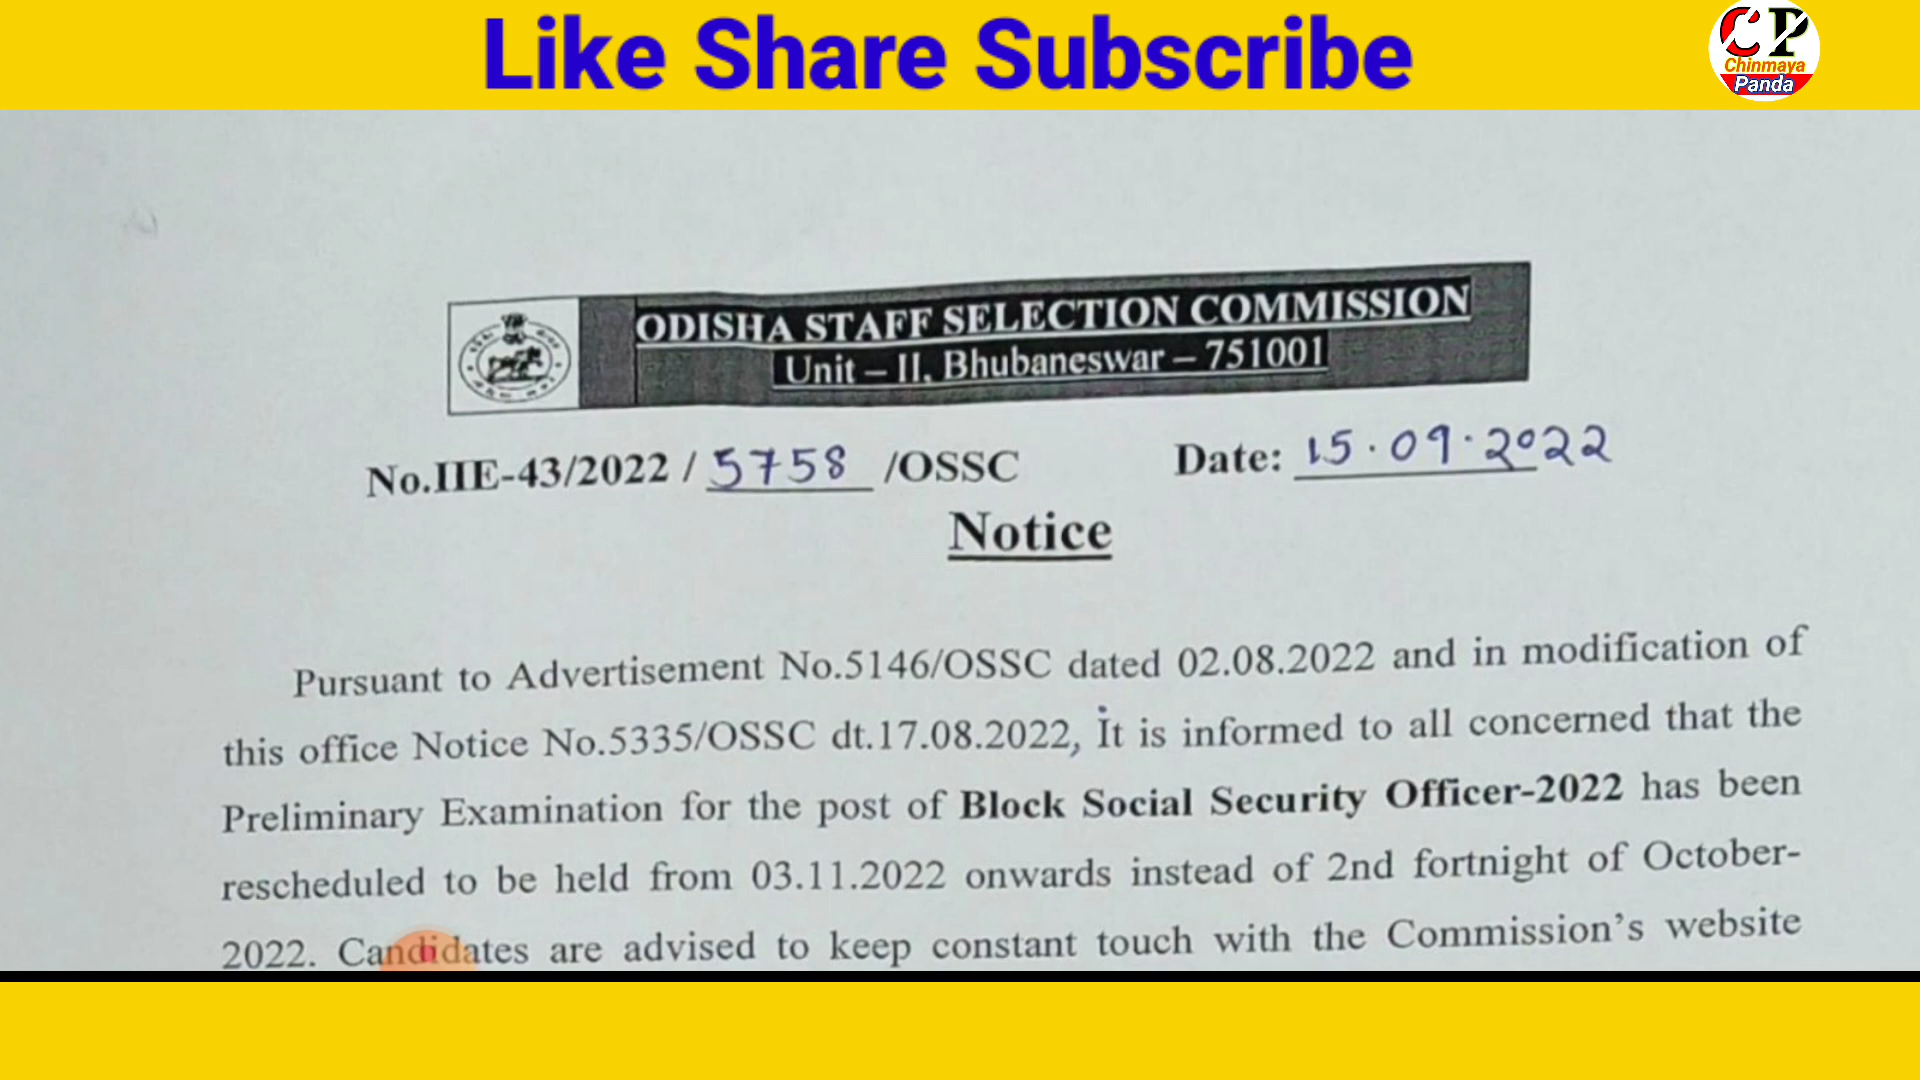 Like Share Subscribe
CP
Chinmaya
Panda
ODISHA STAFF SELECTION COMMISSION
Unit – II, Bhubaneswar – 751001
No.IIE-43/2022 / 5758 /OSSC Date: 15.09.2022
Notice
Pursuant to Advertisement No.5146/OSSC dated 02.08.2022 and in modification of
this office Notice No.5335/OSSC dt.17.08.2022, It is informed to all concerned that the
Preliminary Examination for the post of Block Social Security Officer-2022 has been
rescheduled to be held from 03.11.2022 onwards instead of 2nd fortnight of October-
2022. Candidates are advised to keep constant touch with the Commission's website